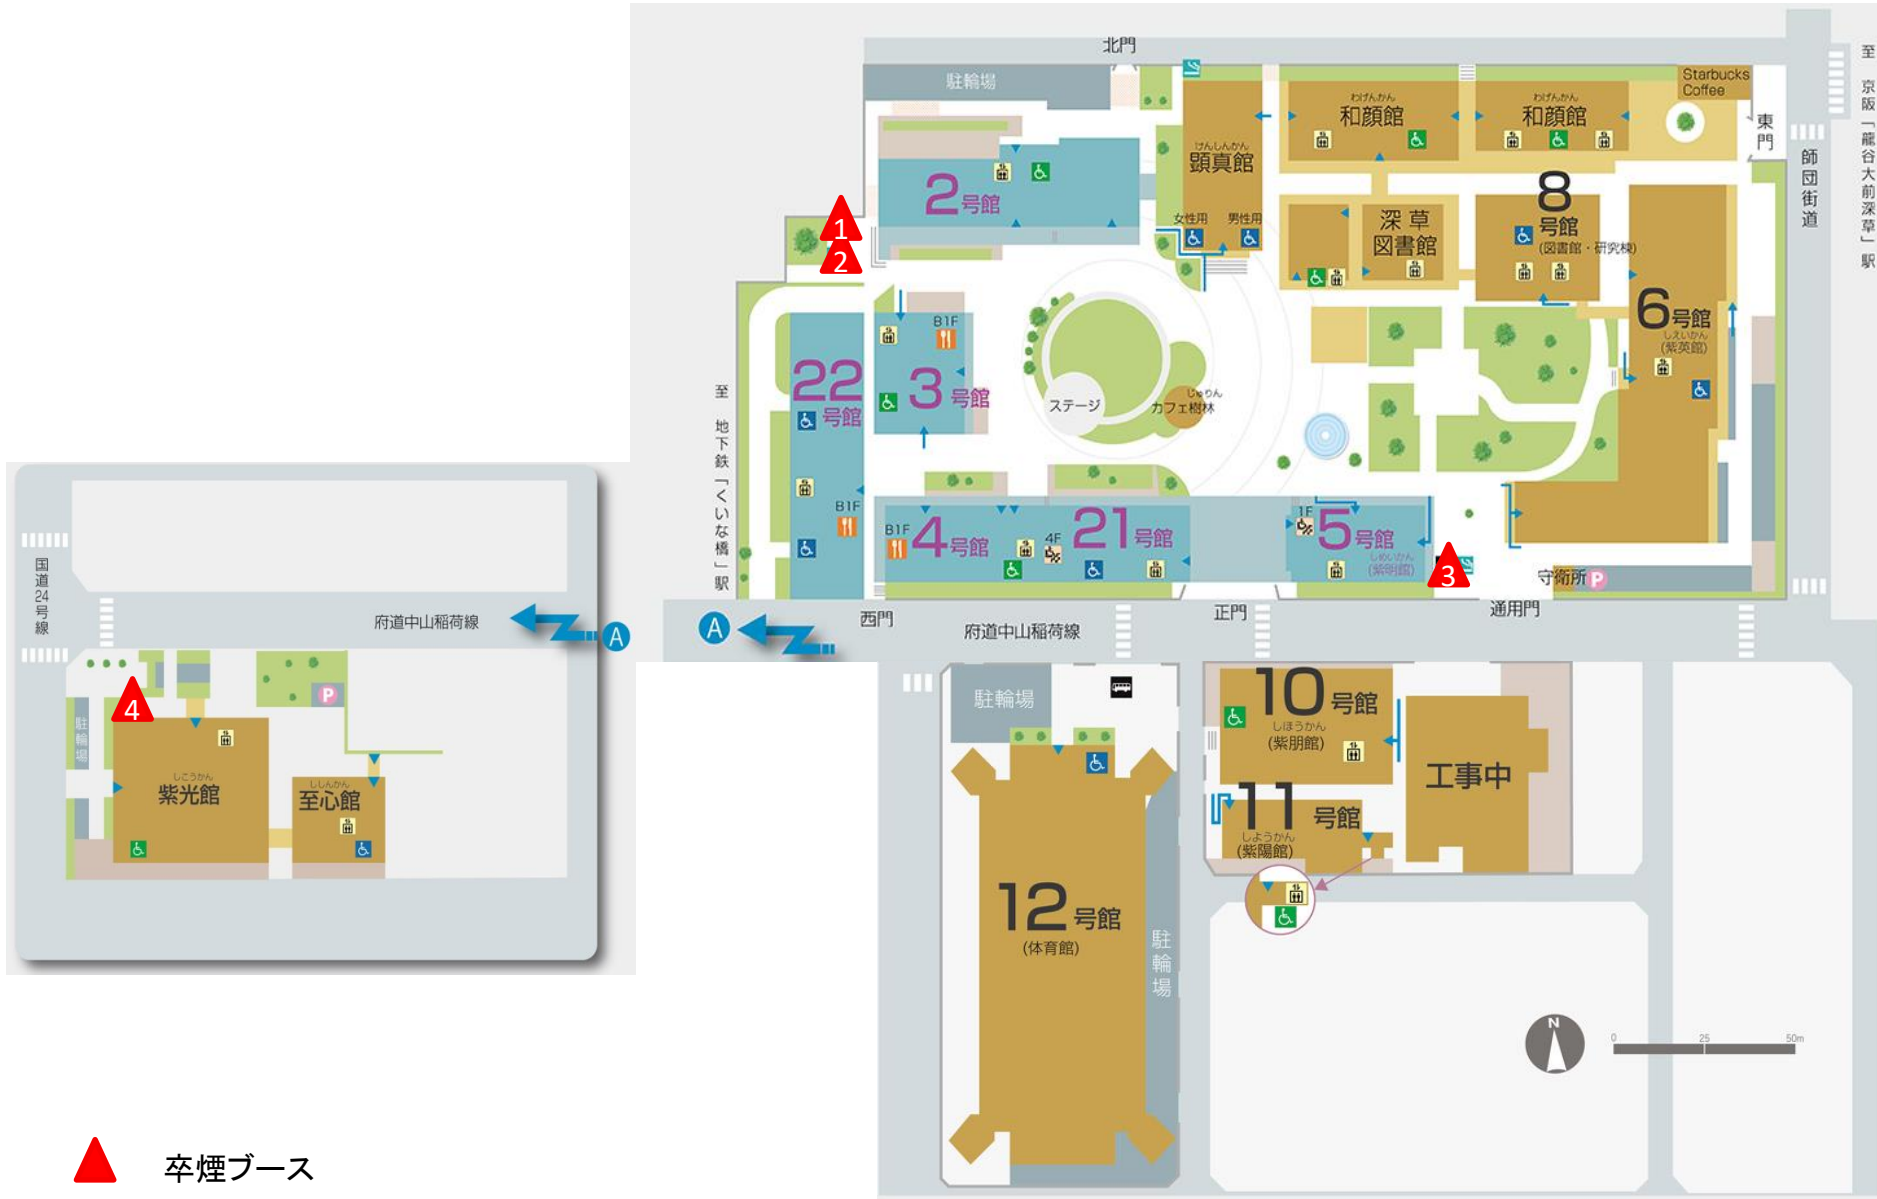 北門
駐輪場
Starbucks
Coffee
至 京阪「龍谷大前深草」駅
東門
師団街道
わげんかん
和顔館
わげんかん
和顔館
けんしんかん
顕真館
女性用
男性用
2号館
1
2
深草
図書館
8
号館
(図書館・研究棟)
6号館
しえいかん
(紫英館)
B1F
3号館
22
号館
B1F
ステージ
じゅりん
カフェ樹林
至 地下鉄「くいな橋」駅
B1F
4号館
4F
21号館
1F
5号館
しめいかん
(紫明館)
3
守衛所
P
西門
正門
通用門
A
府道中山稲荷線
国道24号線
府道中山稲荷線
A
4
P
駐輪場
しこうかん
紫光館
ししんかん
至心館
駐輪場
10号館
しほうかん
(紫朋館)
工事中
11号館
しようかん
(紫陽館)
12号館
(体育館)
駐輪場
N
0
25
50m
卒煙ブース